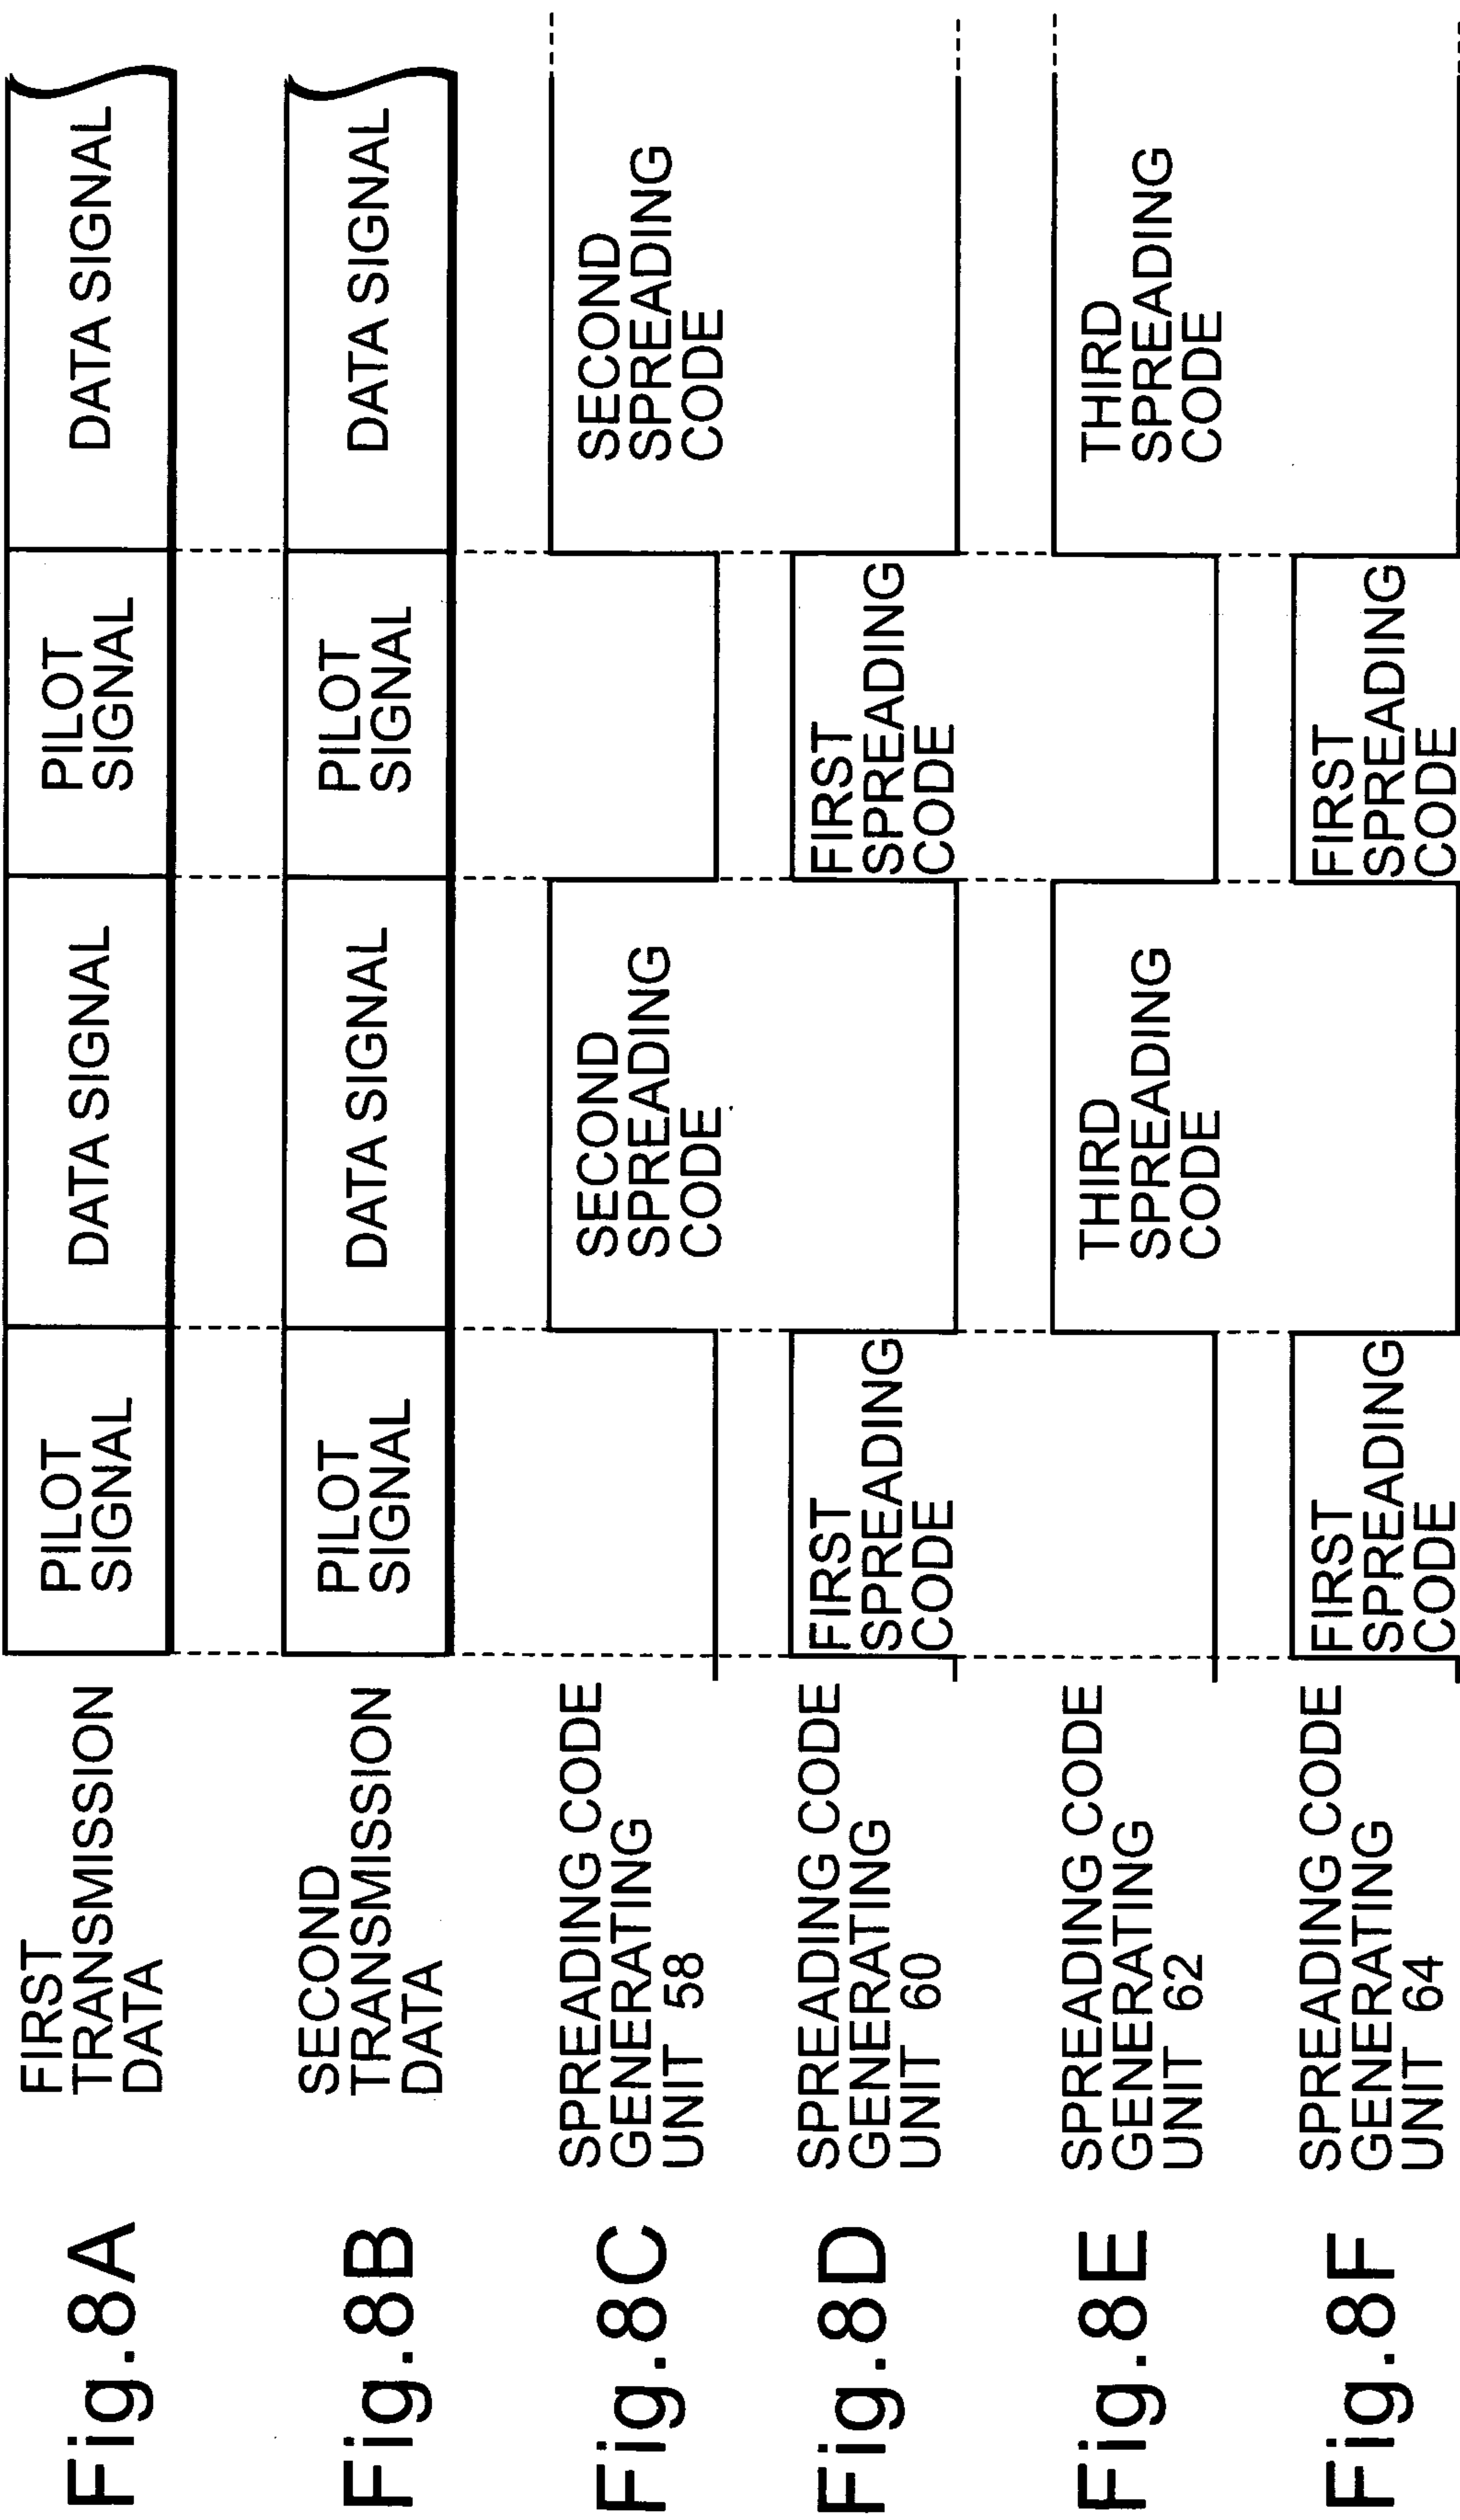 Fig.8A
FIRST
TRANSMISSION
DATA
PILOT
SIGNAL
DATA SIGNAL
PILOT
SIGNAL
DATA SIGNAL
Fig.8B
SECOND
TRANSMISSION
DATA
PILOT
SIGNAL
DATA SIGNAL
PILOT
SIGNAL
DATA SIGNAL
Fig.8C
SPREADING CODE
GENERATING
UNIT 58
SECOND
SPREADING
CODE
SECOND
SPREADING
CODE
Fig.8D
SPREADING CODE
GENERATING
UNIT 60
FIRST
SPREADING
CODE
FIRST
SPREADING
CODE
Fig.8E
SPREADING CODE
GENERATING
UNIT 62
THIRD
SPREADING
CODE
THIRD
SPREADING
CODE
Fig.8F
SPREADING CODE
GENERATING
UNIT 64
FIRST
SPREADING
CODE
FIRST
SPREADING
CODE